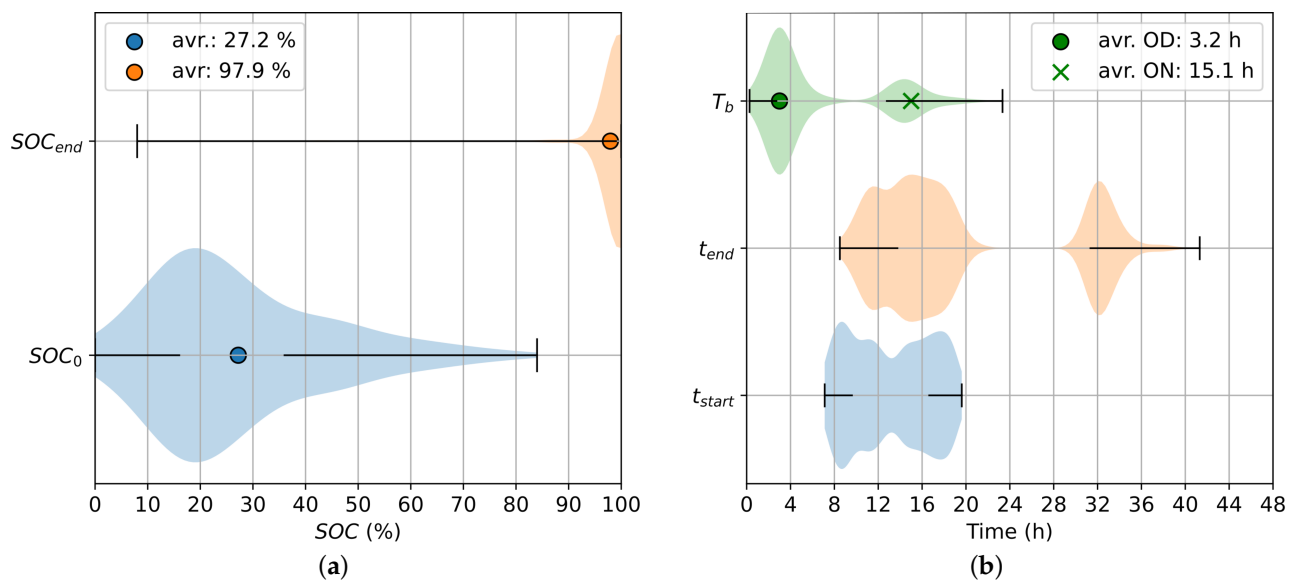 avr.: 27.2 %
avr: 97.9 %
SOC_end
SOC_0
0 10 20 30 40 50 60 70 80 90 100
SOC (%)
(a)
avr. OD: 3.2 h
avr. ON: 15.1 h
T_b
t_end
t_start
0 4 8 12 16 20 24 28 32 36 40 44 48
Time (h)
(b)